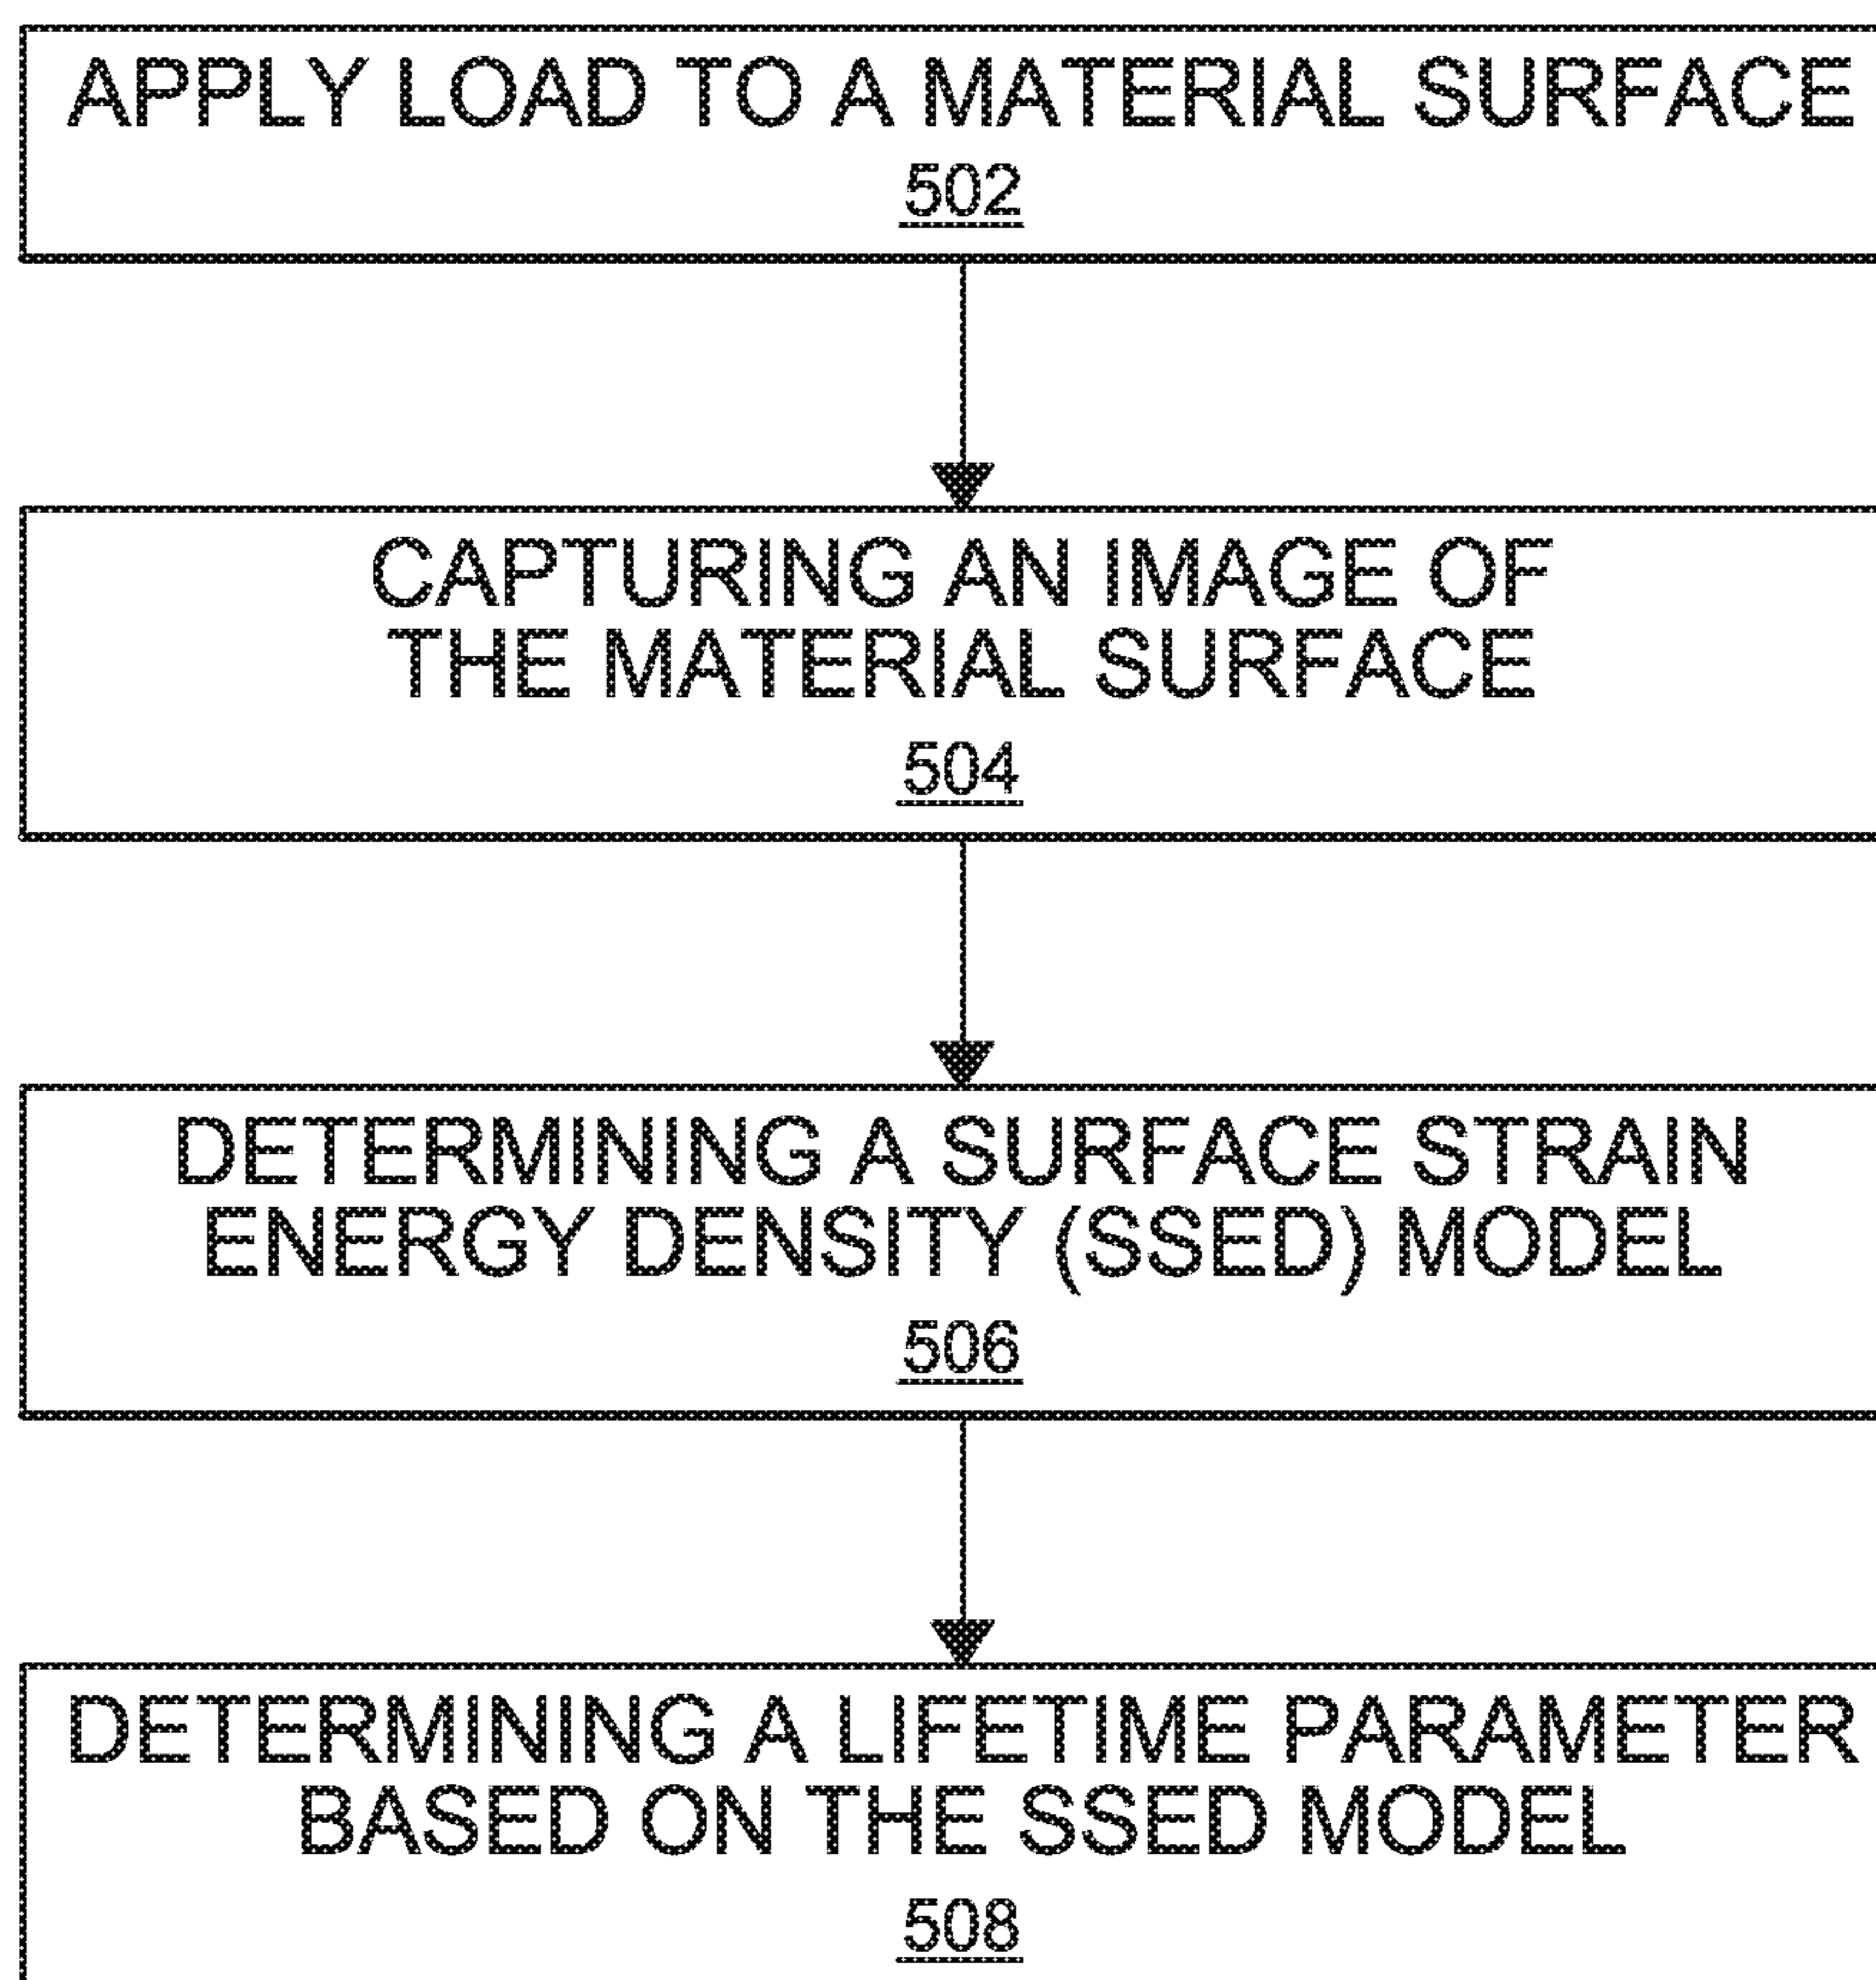 APPLY LOAD TO A MATERIAL SURFACE
502
CAPTURING AN IMAGE OF
THE MATERIAL SURFACE
504
DETERMINING A SURFACE STRAIN
ENERGY DENSITY (SSED) MODEL
506
DETERMINING A LIFETIME PARAMETER
BASED ON THE SSED MODEL
508